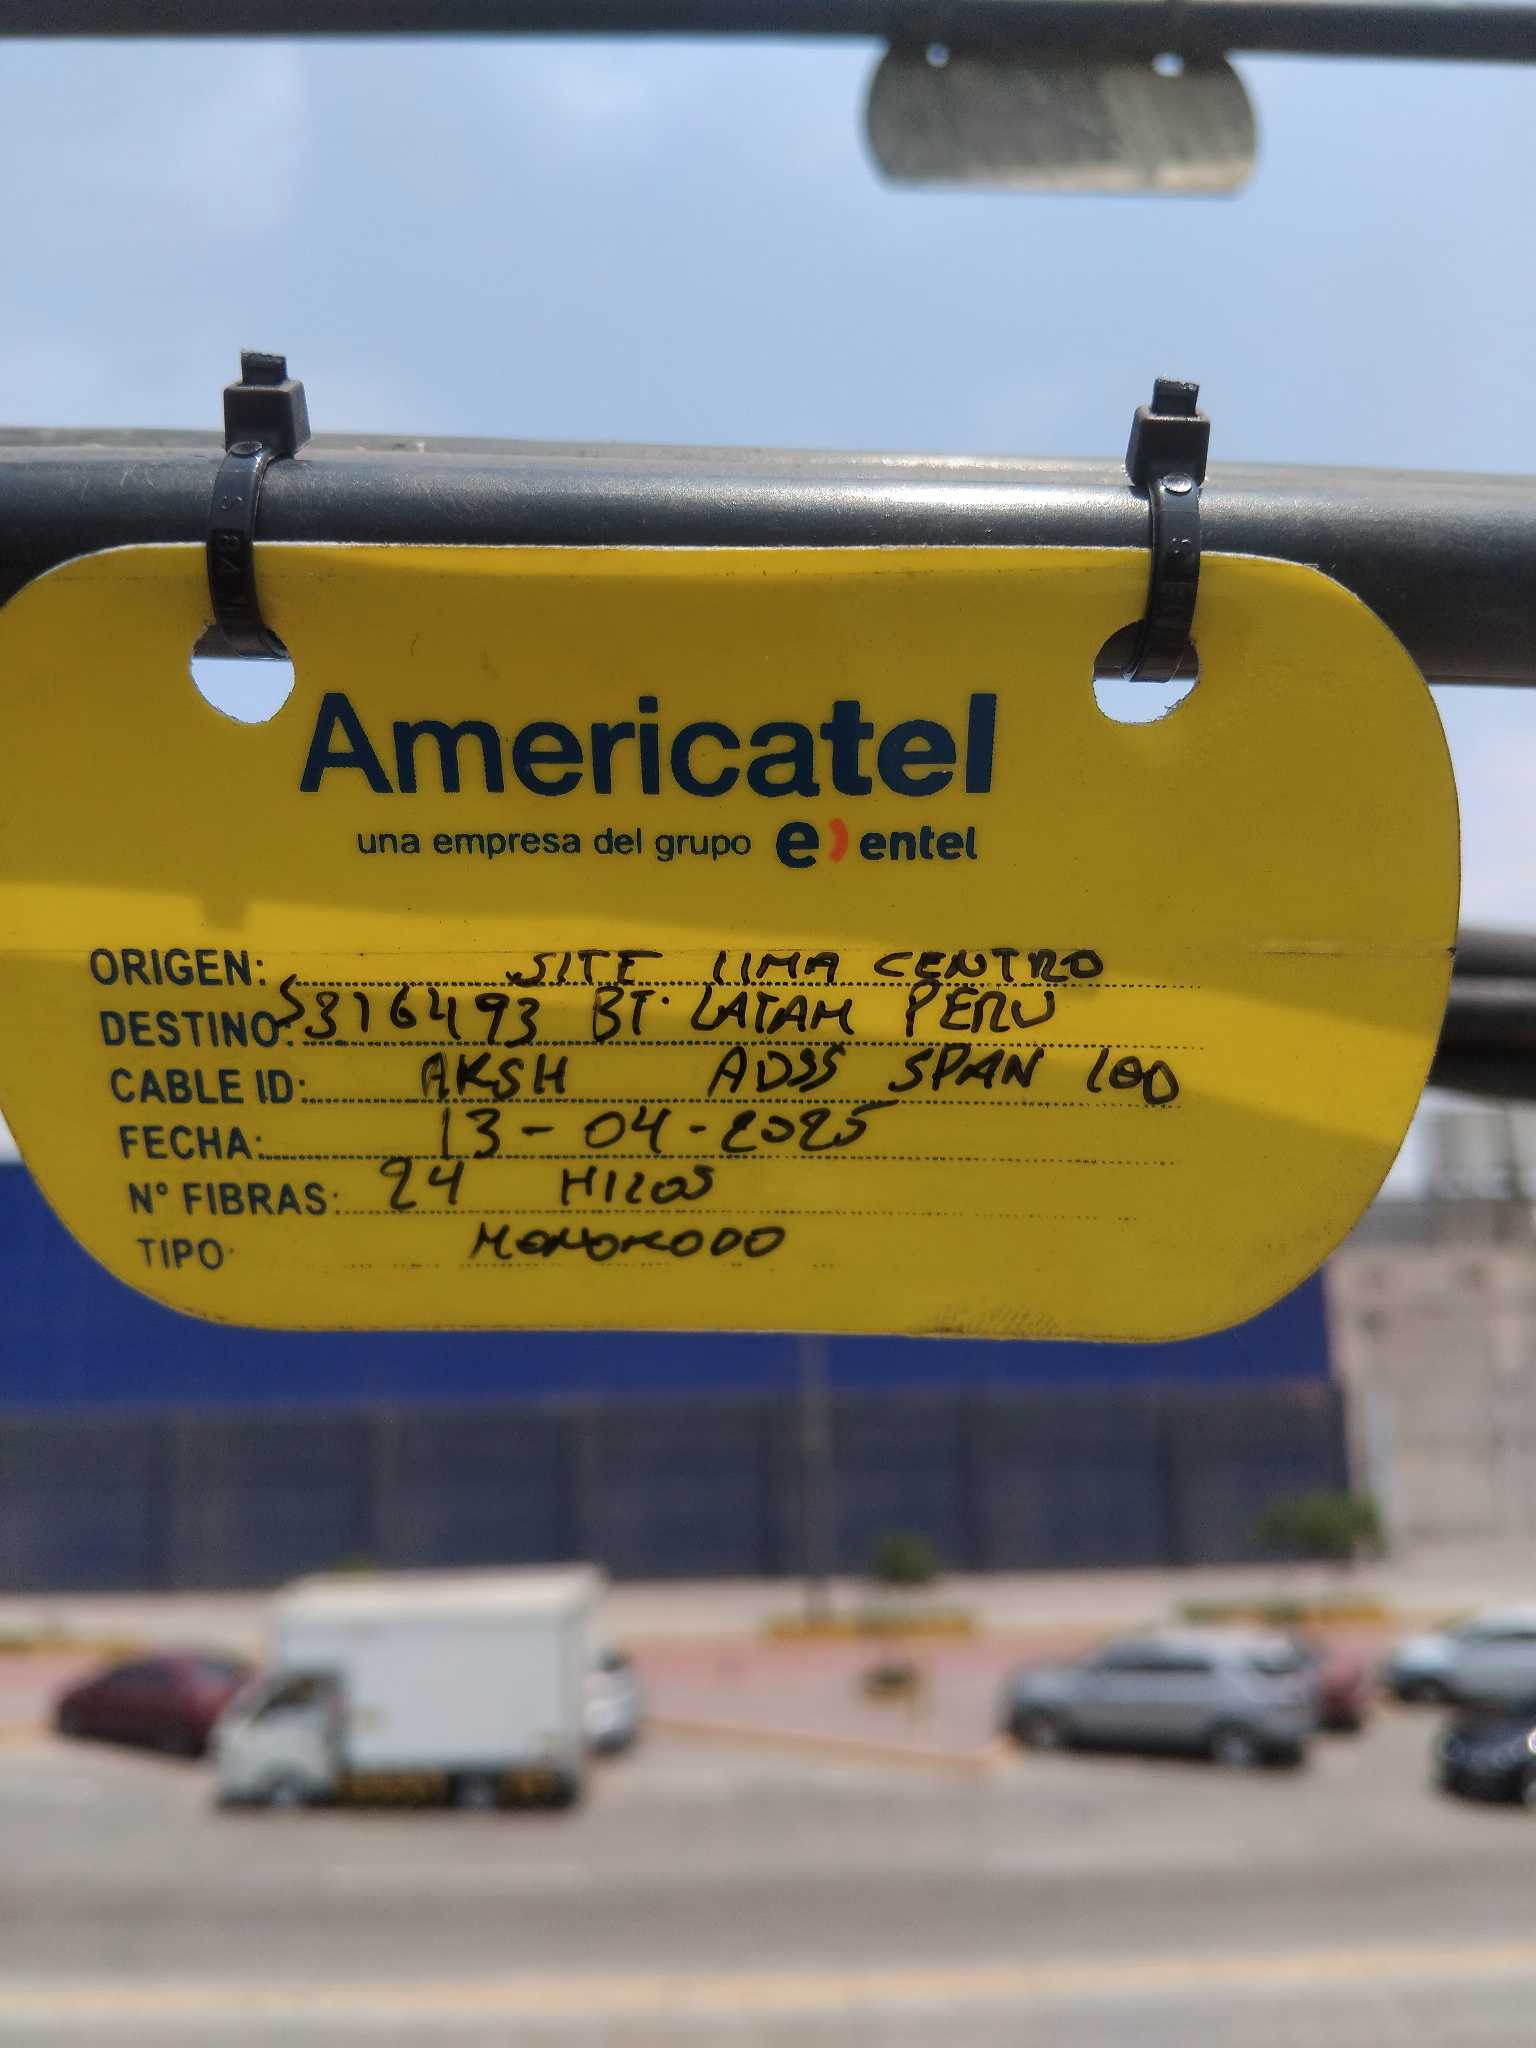 Americatel
una empresa del grupo e) entel
ORIGEN: SITE LIMA CENTRO
DESTINO: S316493 BT. LATAM PERU
CABLE ID: AKSH ADSS SPAN 100
FECHA: 13-04-2025
N° FIBRAS: 24 HILOS
TIPO MONOMODO